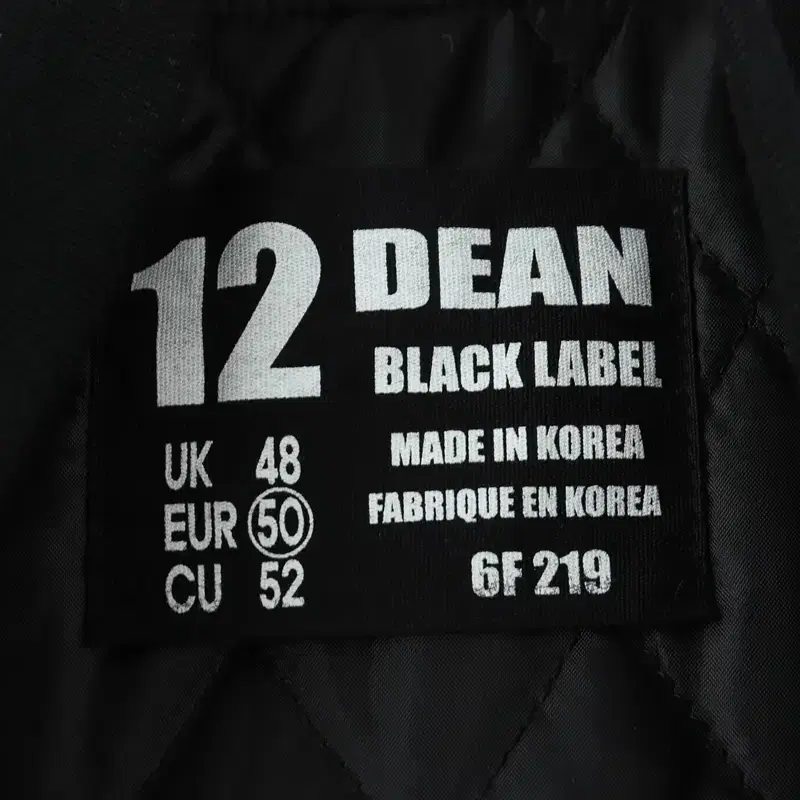 12 DEAN
BLACK LABEL
MADE IN KOREA
FABRIQUE EN KOREA
6F 219
UK 48
EUR 50
CU 52